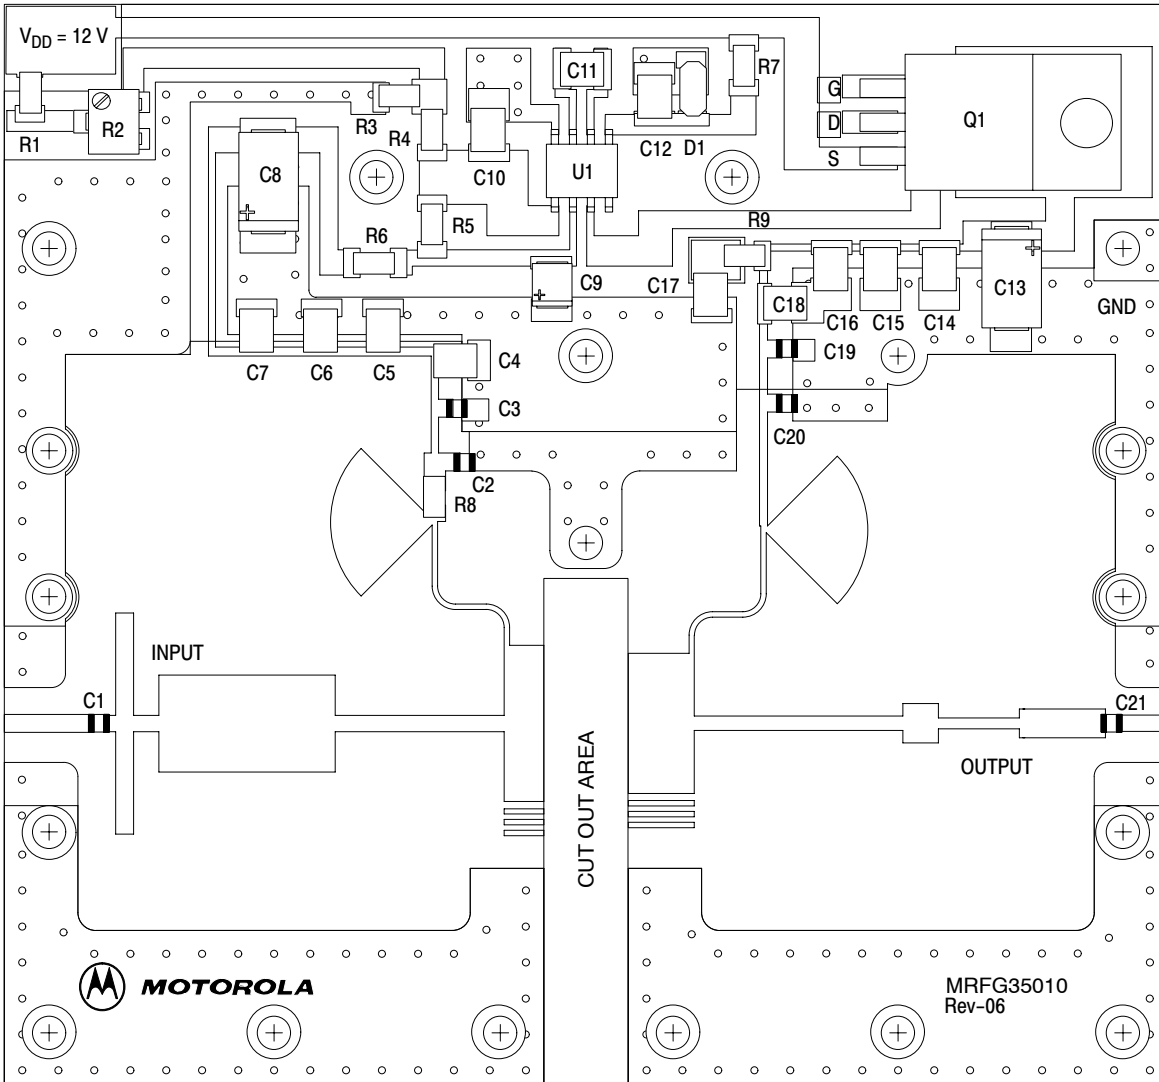 V_DD = 12 V
R1
R2
R3
R4
C8
C10
C11
U1
C12
D1
R7
G
D
S
Q1
R5
R6
C9
R9
C17
C18
C16
C15
C14
C13
GND
C7
C6
C5
C4
C19
C3
C20
C2
R8
INPUT
C1
C21
OUTPUT
CUT OUT AREA
MOTOROLA
MRFG35010
Rev-06